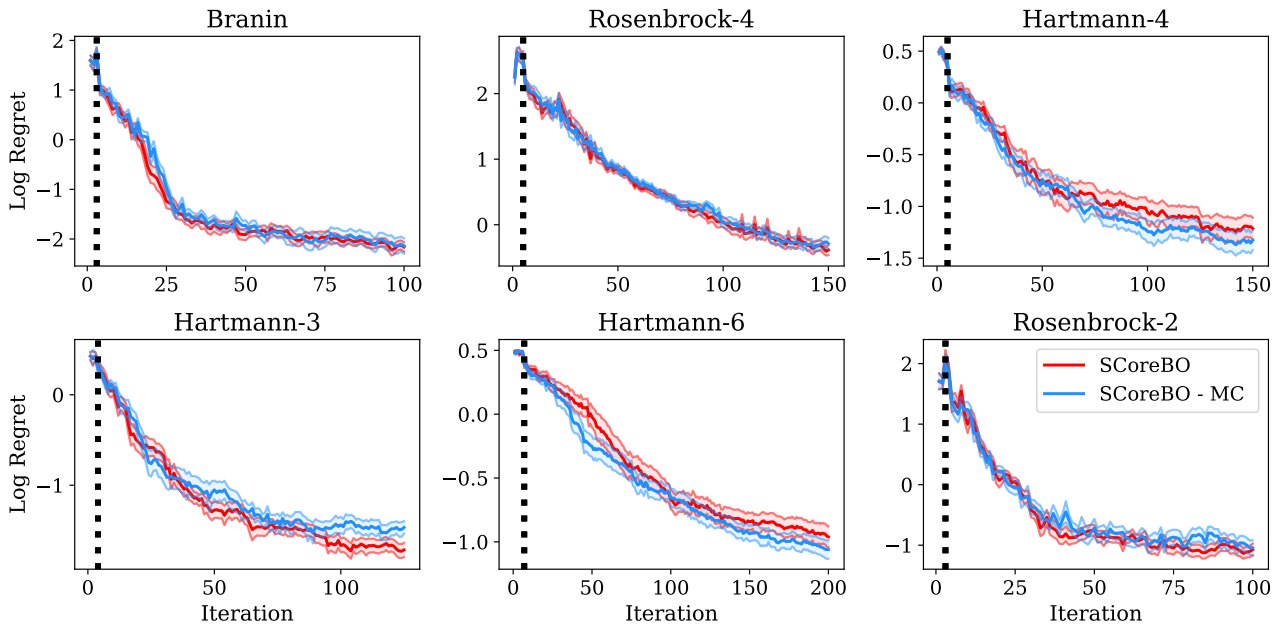 Branin
Rosenbrock-4
Hartmann-4
Log Regret
2
1
0
−1
−2
0 25 50 75 100
2
1
0
0 50 100 150
0.5
0.0
−0.5
−1.0
−1.5
0 50 100 150
Hartmann-3
Hartmann-6
Rosenbrock-2
Log Regret
0
−1
0 50 100
Iteration
0.5
0.0
−0.5
−1.0
0 50 100 150 200
Iteration
SCoreBO
SCoreBO - MC
2
1
0
−1
0 25 50 75 100
Iteration